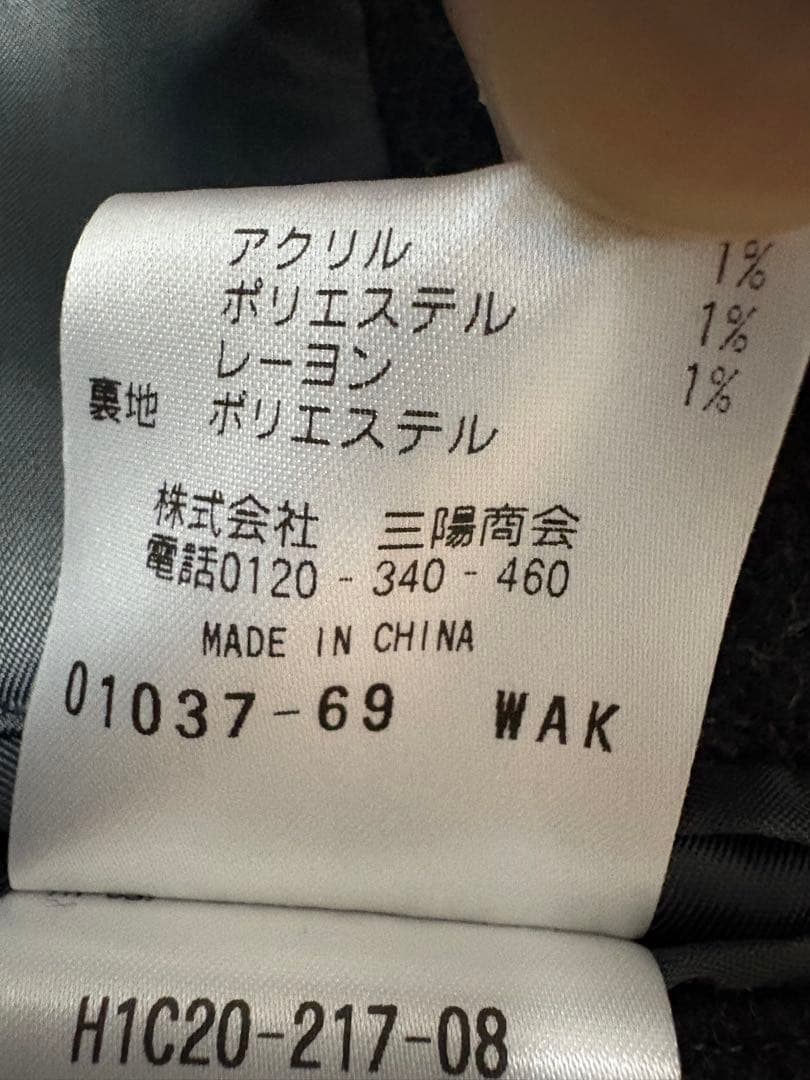 アクリル 1%
ポリエステル 1%
レーヨン 1%
裏地 ポリエステル
株式会社 三陽商会
電話0120-340-460
MADE IN CHINA
01037-69 WAK
H1C20-217-08